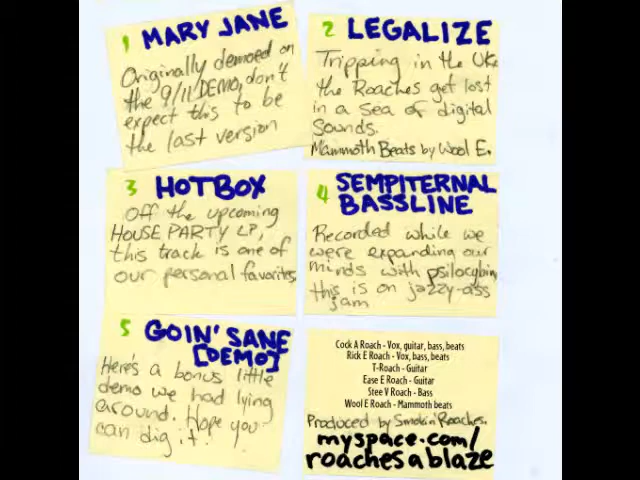 1 MARY JANE
Originally demoed on
the 9/11 DEMO, don't
expect this to be
the last version
2 LEGALIZE
Tripping in the UK,
the Roaches get lost
in a sea of digital
sounds.
Mammoth Beats by Wool E.
3 HOTBOX
Off the upcoming
HOUSE PARTY LP,
this track is one of
our personal favorites
4 SEMPITERNAL
BASSLINE
Recorded while we
were expanding our
minds with psilocybin,
this is on jazzy-ass
jam
5 GOIN' SANE
[DEMO]
Here's a bonus little
demo we had lying
around. Hope you
can dig it!
Cock A Roach - Vox, guitar, bass, beats
Rick E Roach - Vox, bass, beats
T-Roach - Guitar
Ease E Roach - Guitar
Stee V Roach - Bass
Wool E Roach - Mammoth beats
Produced by Smokin' Roaches.
myspace.com/
roachesablaze